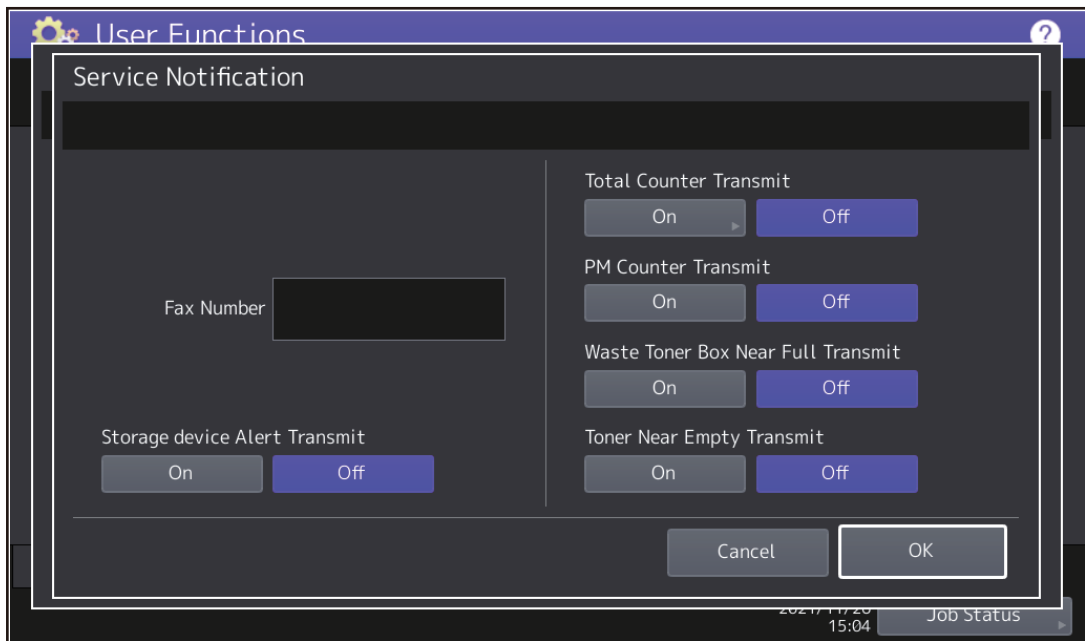 User Functions
?
Service Notification
Fax Number
Storage device Alert Transmit
On Off
Total Counter Transmit
On Off
PM Counter Transmit
On Off
Waste Toner Box Near Full Transmit
On Off
Toner Near Empty Transmit
On Off
Cancel OK
15:04
Job Status